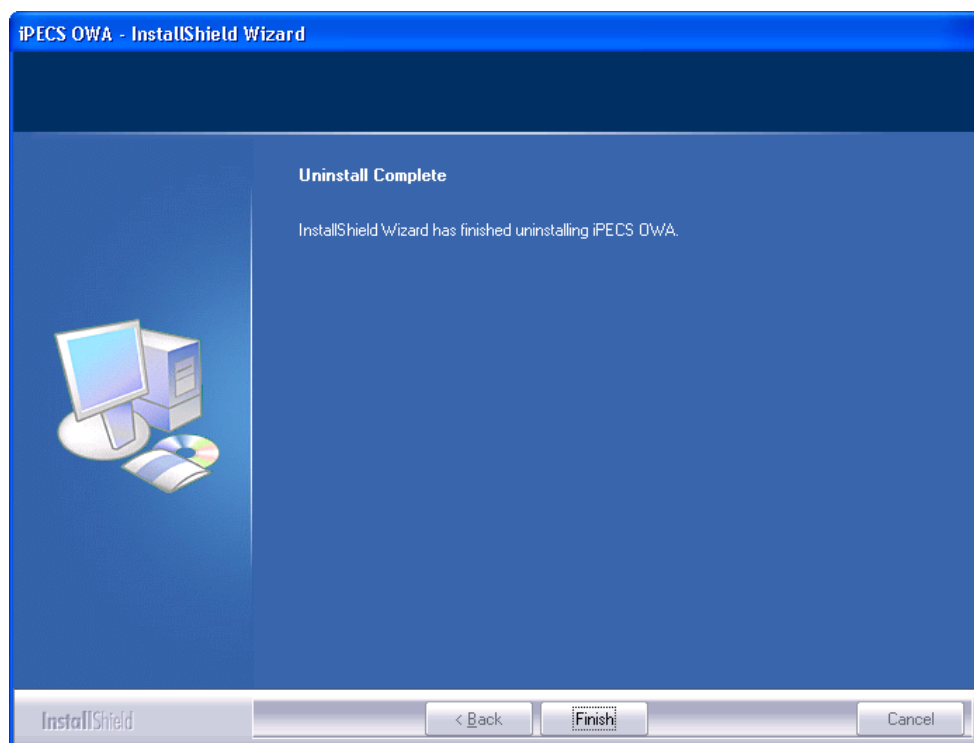 iPECS OWA - InstallShield Wizard
Uninstall Complete
InstallShield Wizard has finished uninstalling iPECS OWA.
InstallShield
< Back
Finish
Cancel